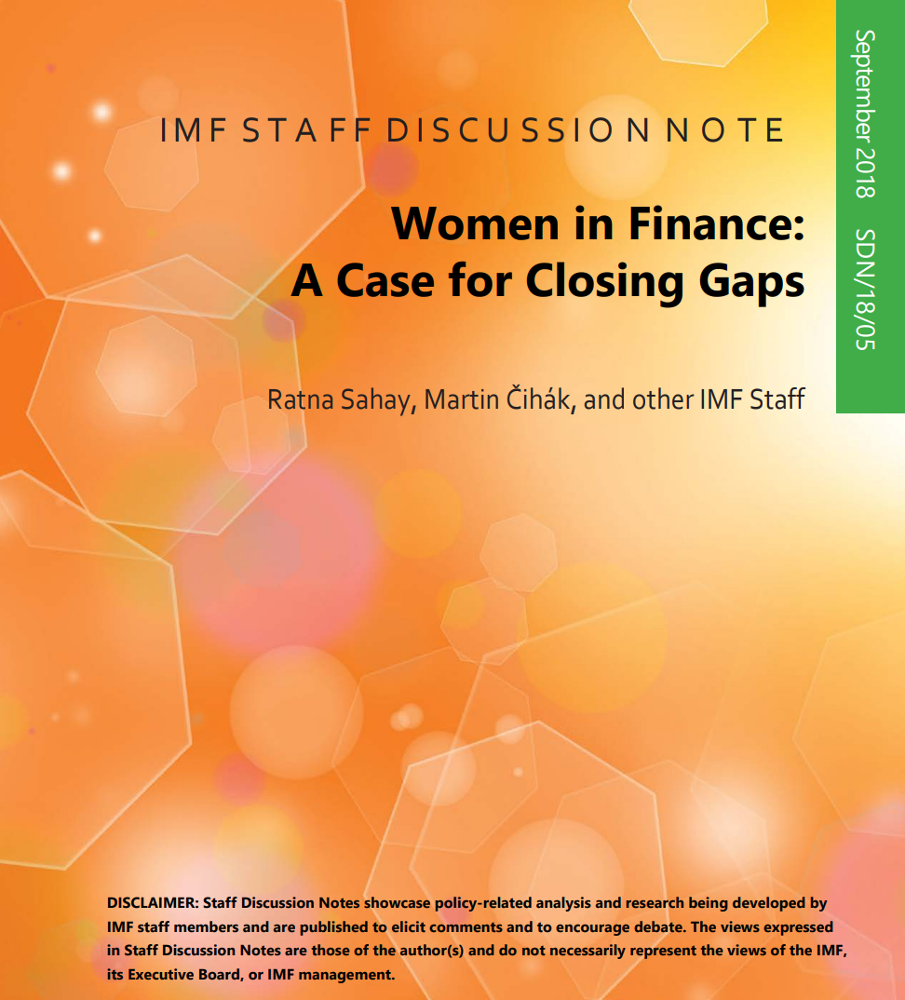 IMF STAFF DISCUSSION NOTE
Women in Finance:
A Case for Closing Gaps
Ratna Sahay, Martin Čihák, and other IMF Staff
September 2018 SDN/18/05
DISCLAIMER: Staff Discussion Notes showcase policy-related analysis and research being developed by
IMF staff members and are published to elicit comments and to encourage debate. The views expressed
in Staff Discussion Notes are those of the author(s) and do not necessarily represent the views of the IMF,
its Executive Board, or IMF management.